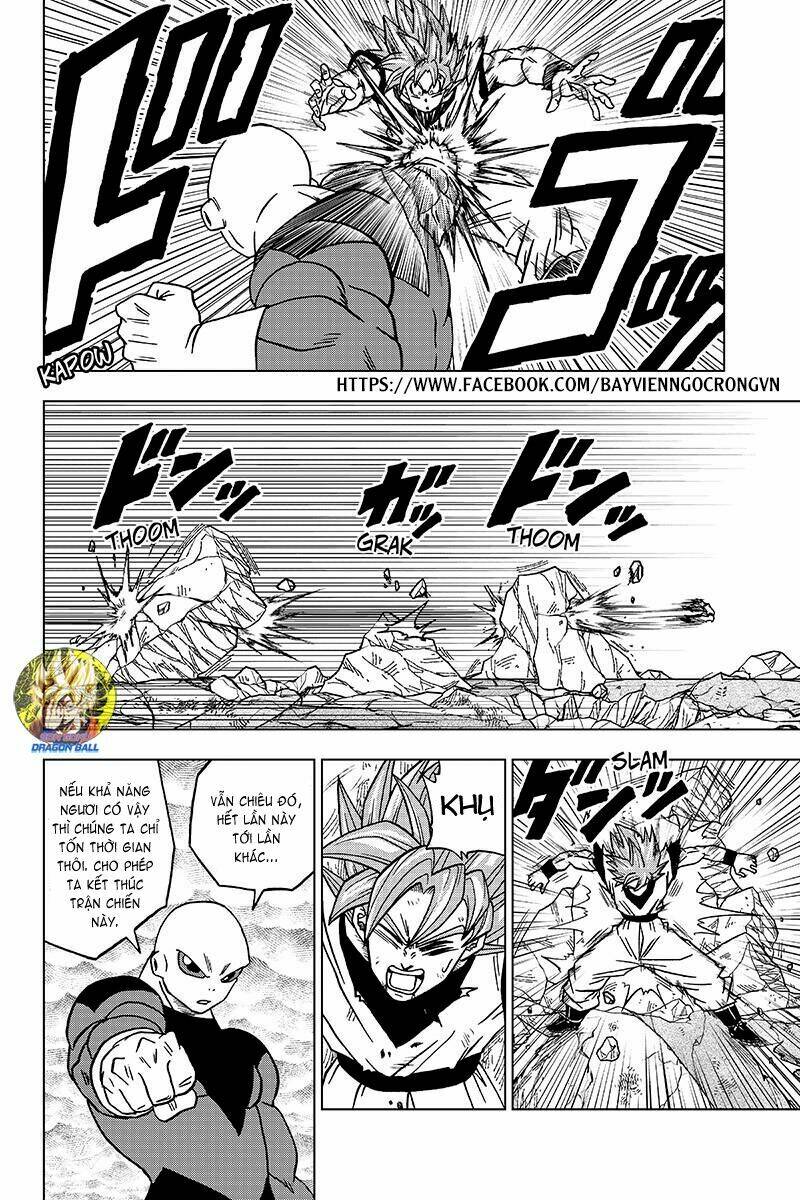 ドゴオオオ
KAPOW
HTTPS://WWW.FACEBOOK.COM/BAYVIENNGOCRONGVN
ドンッ
THOOM
ガッ
GRAK
ドンッ
THOOM
DRAGON BALL
SLAM
ダンッ
KHỤ
VẪN CHIÊU ĐÓ,
HẾT LẦN NÀY
TỚI LẦN
KHÁC...
NẾU KHẢ NĂNG
NGƯƠI CÓ VẬY
THÌ CHÚNG TA CHỈ
TỐN THỜI GIAN
THÔI. CHO PHÉP
TA KẾT THÚC
TRẬN CHIẾN
NÀY.